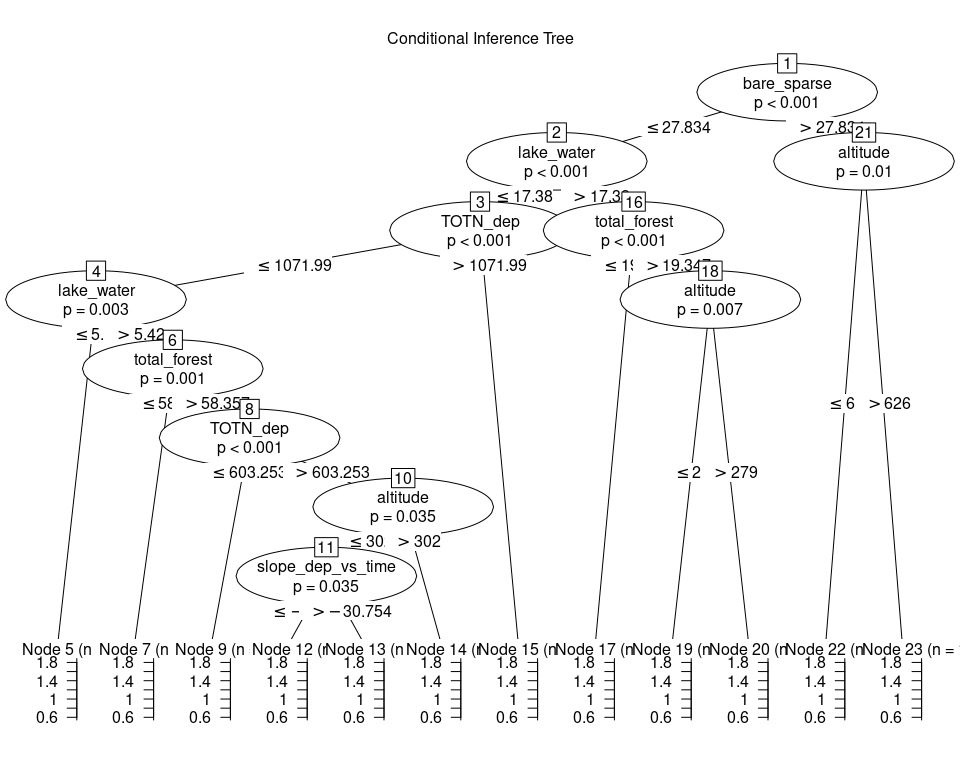 Conditional Inference Tree
1
bare_sparse
p < 0.001
≤ 27.834
> 27.834
2
lake_water
p < 0.001
21
altitude
p = 0.01
≤ 17.38
> 17.38
3
TOTN_dep
p < 0.001
16
total_forest
p < 0.001
≤ 1071.99
> 1071.99
≤ 19
> 19.347
4
lake_water
p = 0.003
18
altitude
p = 0.007
≤ 5.
> 5.42
6
total_forest
p = 0.001
≤ 58
> 58.357
≤ 6
> 626
8
TOTN_dep
p < 0.001
≤ 603.253
> 603.253
≤ 2
> 279
10
altitude
p = 0.035
≤ 30
> 302
11
slope_dep_vs_time
p = 0.035
≤ −
> −30.754
Node 5 (n
Node 7 (n
Node 9 (n
Node 12 (n
Node 13 (n
Node 14 (n
Node 15 (n
Node 17 (n
Node 19 (n
Node 20 (n
Node 22 (n
Node 23 (n =
1.8 1.8 1.8 1.8 1.8 1.8 1.8 1.8 1.8 1.8 1.8 1.8
1.4 1.4 1.4 1.4 1.4 1.4 1.4 1.4 1.4 1.4 1.4 1.4
1 1 1 1 1 1 1 1 1 1 1 1
0.6 0.6 0.6 0.6 0.6 0.6 0.6 0.6 0.6 0.6 0.6 0.6